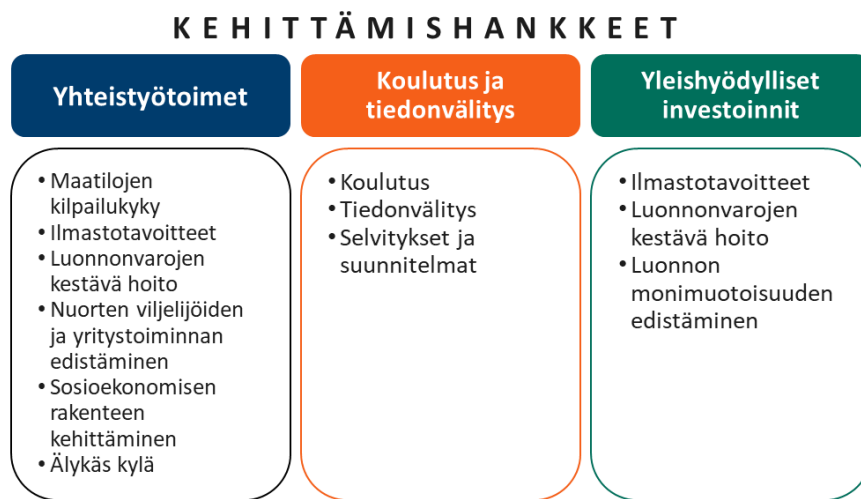 KEHITTÄMISHANKKEET
Yhteistyötoimet
• Maatilojen
kilpailukyky
• Ilmastotavoitteet
• Luonnonvarojen
kestävä hoito
• Nuorten viljelijöiden
ja yritystoiminnan
edistäminen
• Sosioekonomisen
rakenteen
kehittäminen
• Älykäs kylä
Koulutus ja
tiedonvälitys
• Koulutus
• Tiedonvälitys
• Selvitykset ja
suunnitelmat
Yleishyödylliset
investoinnit
• Ilmastotavoitteet
• Luonnonvarojen
kestävä hoito
• Luonnon
monimuotoisuuden
edistäminen